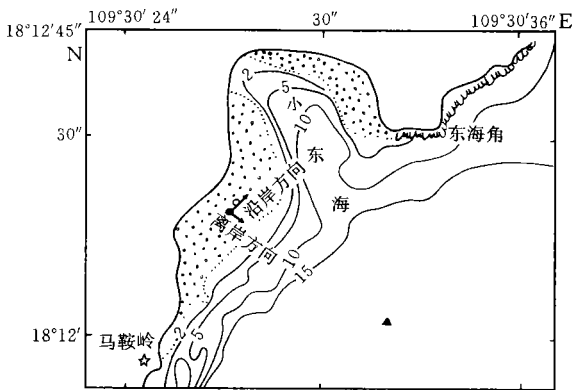 109°30′ 24″
30″
109°30′ 36″ E
18°12′45″
N
2
5
小
10
30″
东海角
东
海
沿岸方向
离岸方向
10
15
18°12′
马鞍岭
2
5